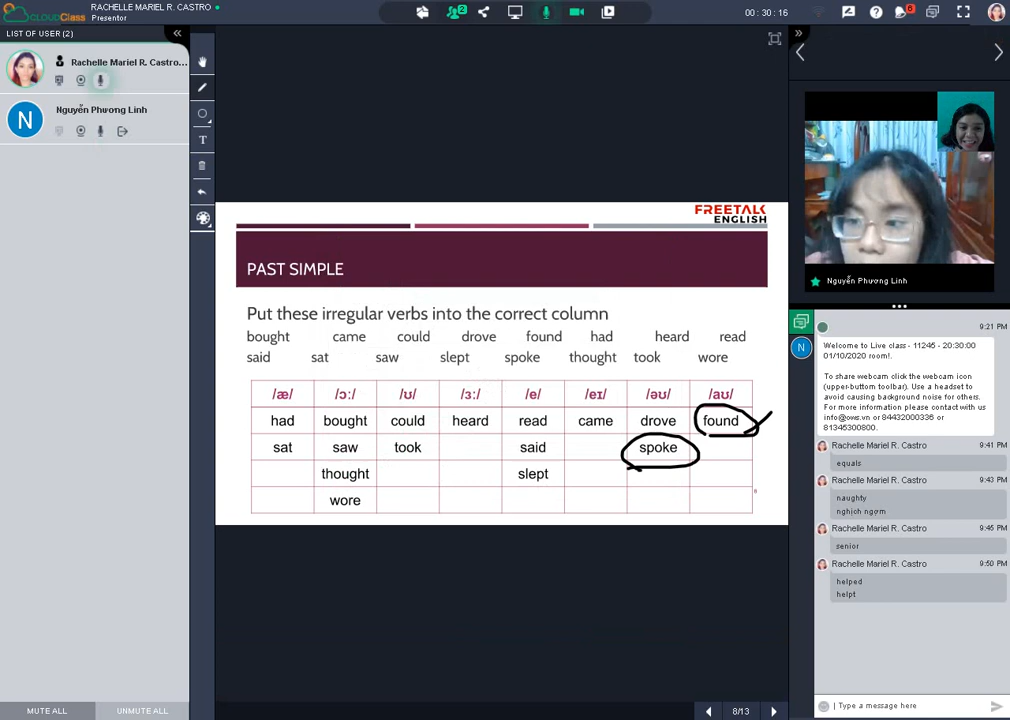 CLOUDCLASS
RACHELLE MARIEL R. CASTRO
Presentor
2
00 : 30 : 16
6
LIST OF USER (2)
Rachelle Mariel R. Castro...
N
Nguyễn Phương Linh
T
FREETALK
ENGLISH
PAST SIMPLE
Put these irregular verbs into the correct column
bought came could drove found had heard read
said sat saw slept spoke thought took wore
/æ/ /ɔː/ /ʊ/ /ɜː/ /e/ /eɪ/ /əʊ/ /aʊ/
had bought could heard read came drove found
sat saw took said spoke
thought slept
wore
Nguyễn Phương Linh
9:21 PM
N
Welcome to Live class - 11245 - 20:30:00
01/10/2020 room!.
To share webcam click the webcam icon
(upper-buttom toolbar). Use a headset to
avoid causing background noise for others.
For more information please contact with us
info@ows.vn or 84432000336 or
81345300800.
Rachelle Mariel R. Castro 9:41 PM
equals
Rachelle Mariel R. Castro 9:43 PM
naughty
nghịch ngợm
Rachelle Mariel R. Castro 9:45 PM
senior
Rachelle Mariel R. Castro 9:50 PM
helped
helpt
MUTE ALL UNMUTE ALL
8/13
Type a message here